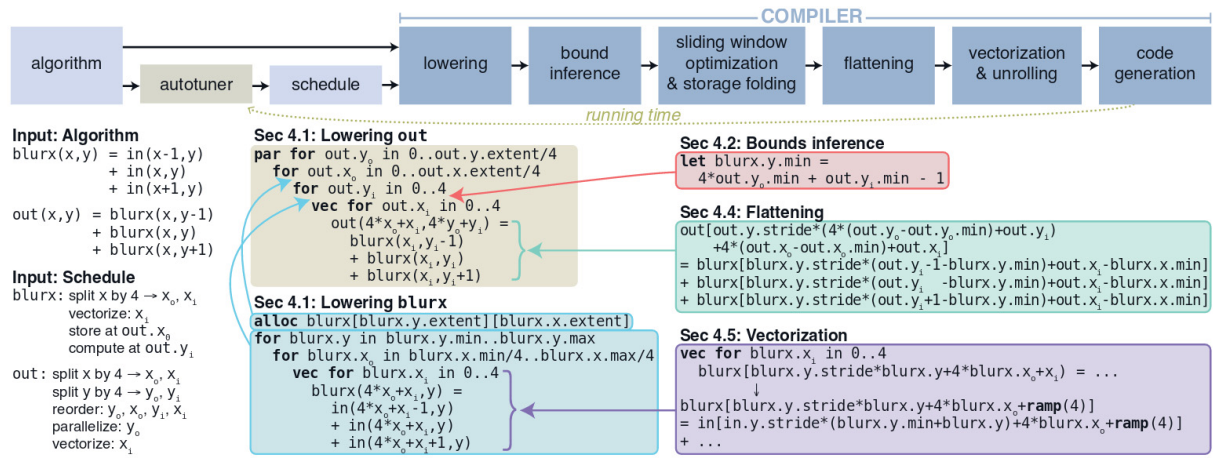 COMPILER
algorithm
autotuner
schedule
lowering
bound
inference
sliding window
optimization
& storage folding
flattening
vectorization
& unrolling
code
generation
running time
Input: Algorithm
blurx(x,y) = in(x-1,y)
+ in(x,y)
+ in(x+1,y)
out(x,y) = blurx(x,y-1)
+ blurx(x,y)
+ blurx(x,y+1)
Input: Schedule
blurx: split x by 4 → xₒ, xᵢ
vectorize: xᵢ
store at out.x₀
compute at out.yᵢ
out: split x by 4 → xₒ, xᵢ
split y by 4 → yₒ, yᵢ
reorder: yₒ, xₒ, yᵢ, xᵢ
parallelize: yₒ
vectorize: xᵢ
Sec 4.1: Lowering out
par for out.yₒ in 0..out.y.extent/4
for out.xₒ in 0..out.x.extent/4
for out.yᵢ in 0..4
vec for out.xᵢ in 0..4
out(4*xₒ+xᵢ,4*yₒ+yᵢ) =
blurx(xᵢ,yᵢ-1)
+ blurx(xᵢ,yᵢ)
+ blurx(xᵢ,yᵢ+1)
Sec 4.1: Lowering blurx
alloc blurx[blurx.y.extent][blurx.x.extent]
for blurx.y in blurx.y.min..blurx.y.max
for blurx.xₒ in blurx.x.min/4..blurx.x.max/4
vec for blurx.xᵢ in 0..4
blurx(4*xₒ+xᵢ,y) =
in(4*xₒ+xᵢ-1,y)
+ in(4*xₒ+xᵢ,y)
+ in(4*xₒ+xᵢ+1,y)
Sec 4.2: Bounds inference
let blurx.y.min =
4*out.yₒ.min + out.yᵢ.min - 1
Sec 4.4: Flattening
out[out.y.stride*(4*(out.yₒ-out.yₒ.min)+out.yᵢ)
+4*(out.xₒ-out.xₒ.min)+out.xᵢ]
= blurx[blurx.y.stride*(out.yᵢ-1-blurx.y.min)+out.xᵢ-blurx.x.min]
+ blurx[blurx.y.stride*(out.yᵢ -blurx.y.min)+out.xᵢ-blurx.x.min]
+ blurx[blurx.y.stride*(out.yᵢ+1-blurx.y.min)+out.xᵢ-blurx.x.min]
Sec 4.5: Vectorization
vec for blurx.xᵢ in 0..4
blurx[blurx.y.stride*blurx.y+4*blurx.xₒ+xᵢ) = ...
↓
blurx[blurx.y.stride*blurx.y+4*blurx.xₒ+ramp(4)]
= in[in.y.stride*(blurx.y.min+blurx.y)+4*blurx.xₒ+ramp(4)]
+ ...